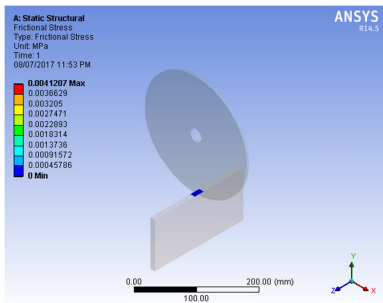 A: Static Structural
Frictional Stress
Type: Frictional Stress
Unit: MPa
Time: 1
08/07/2017 11:53 PM
ANSYS
R14.5
0.0041207 Max
0.0036629
0.003205
0.0027471
0.0022893
0.0018314
0.0013736
0.00091572
0.00045786
0 Min
0.00
200.00 (mm)
100.00
Y
Z
X